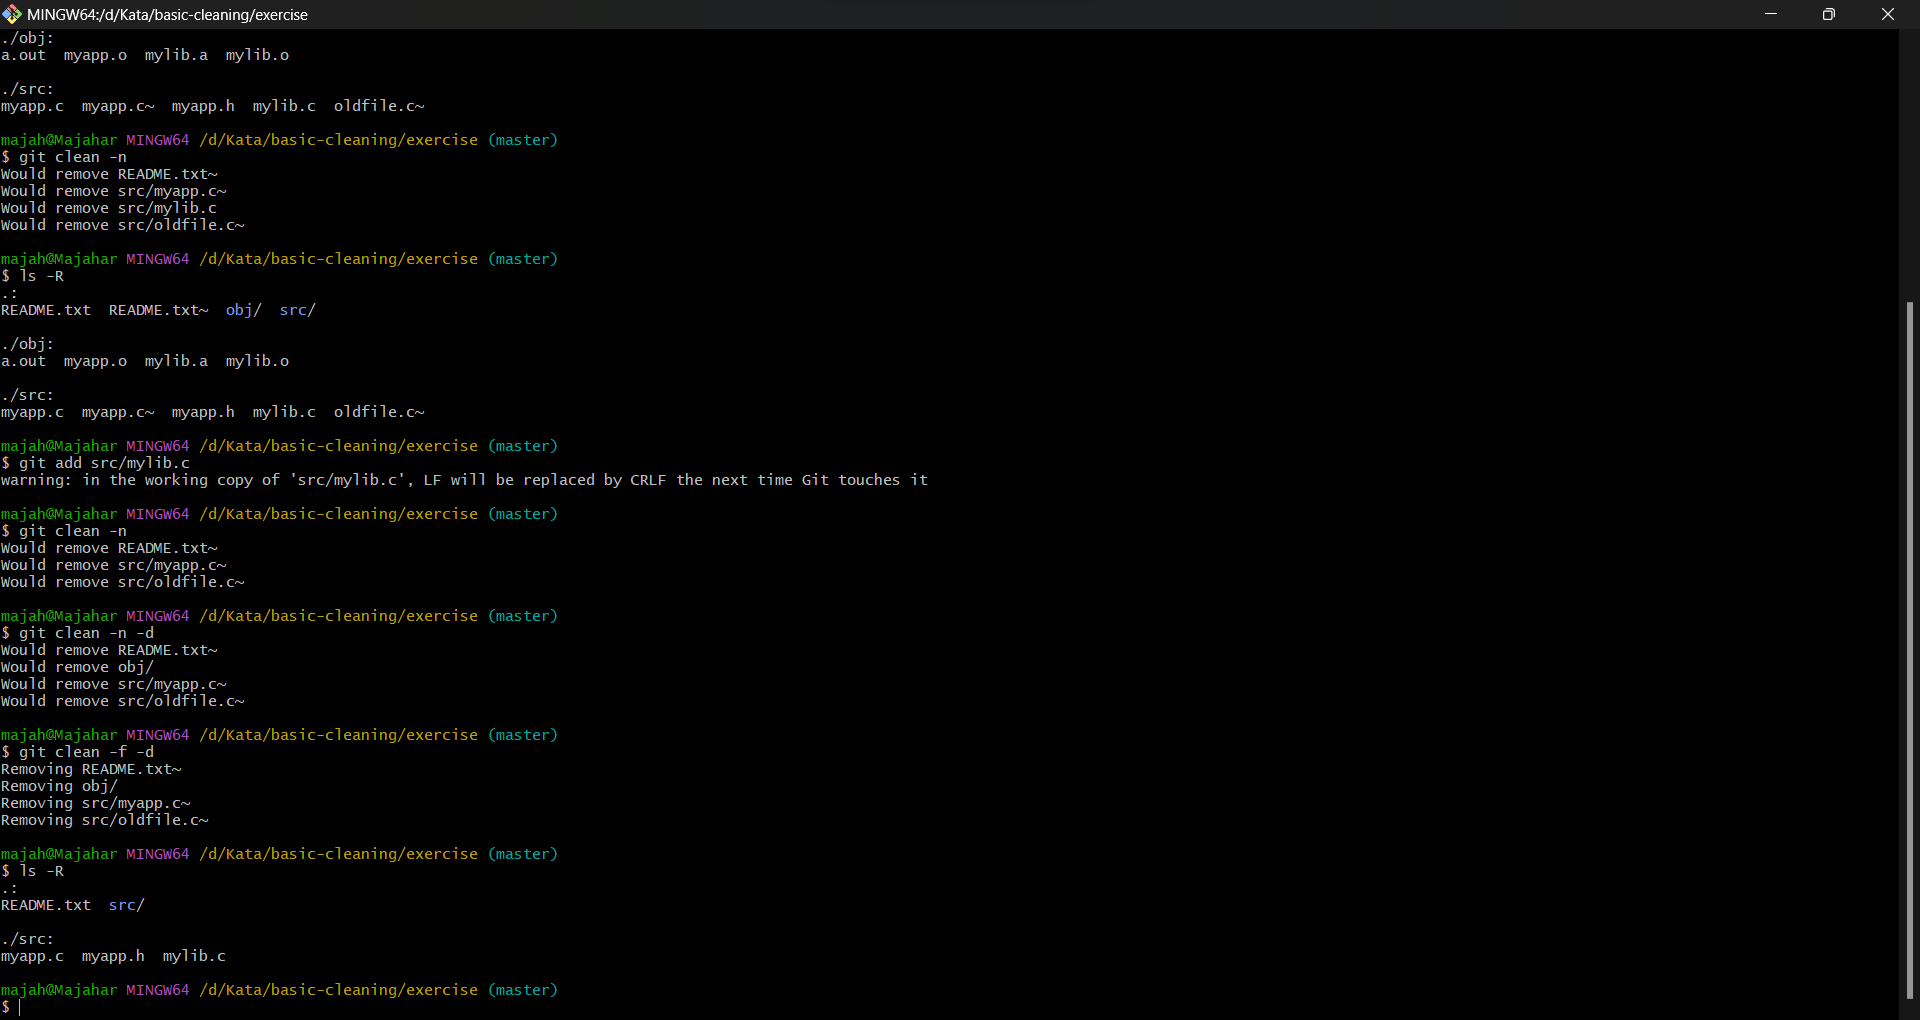 MINGW64:/d/Kata/basic-cleaning/exercise
./obj:
a.out  myapp.o  mylib.a  mylib.o
./src:
myapp.c  myapp.c~  myapp.h  mylib.c  oldfile.c~
majah@Majahar MINGW64 /d/Kata/basic-cleaning/exercise (master)
$ git clean -n
Would remove README.txt~
Would remove src/myapp.c~
Would remove src/mylib.c
Would remove src/oldfile.c~
majah@Majahar MINGW64 /d/Kata/basic-cleaning/exercise (master)
$ ls -R
.:
README.txt  README.txt~  obj/  src/
./obj:
a.out  myapp.o  mylib.a  mylib.o
./src:
myapp.c  myapp.c~  myapp.h  mylib.c  oldfile.c~
majah@Majahar MINGW64 /d/Kata/basic-cleaning/exercise (master)
$ git add src/mylib.c
warning: in the working copy of 'src/mylib.c', LF will be replaced by CRLF the next time Git touches it
majah@Majahar MINGW64 /d/Kata/basic-cleaning/exercise (master)
$ git clean -n
Would remove README.txt~
Would remove src/myapp.c~
Would remove src/oldfile.c~
majah@Majahar MINGW64 /d/Kata/basic-cleaning/exercise (master)
$ git clean -n -d
Would remove README.txt~
Would remove obj/
Would remove src/myapp.c~
Would remove src/oldfile.c~
majah@Majahar MINGW64 /d/Kata/basic-cleaning/exercise (master)
$ git clean -f -d
Removing README.txt~
Removing obj/
Removing src/myapp.c~
Removing src/oldfile.c~
majah@Majahar MINGW64 /d/Kata/basic-cleaning/exercise (master)
$ ls -R
.:
README.txt  src/
./src:
myapp.c  myapp.h  mylib.c
majah@Majahar MINGW64 /d/Kata/basic-cleaning/exercise (master)
$